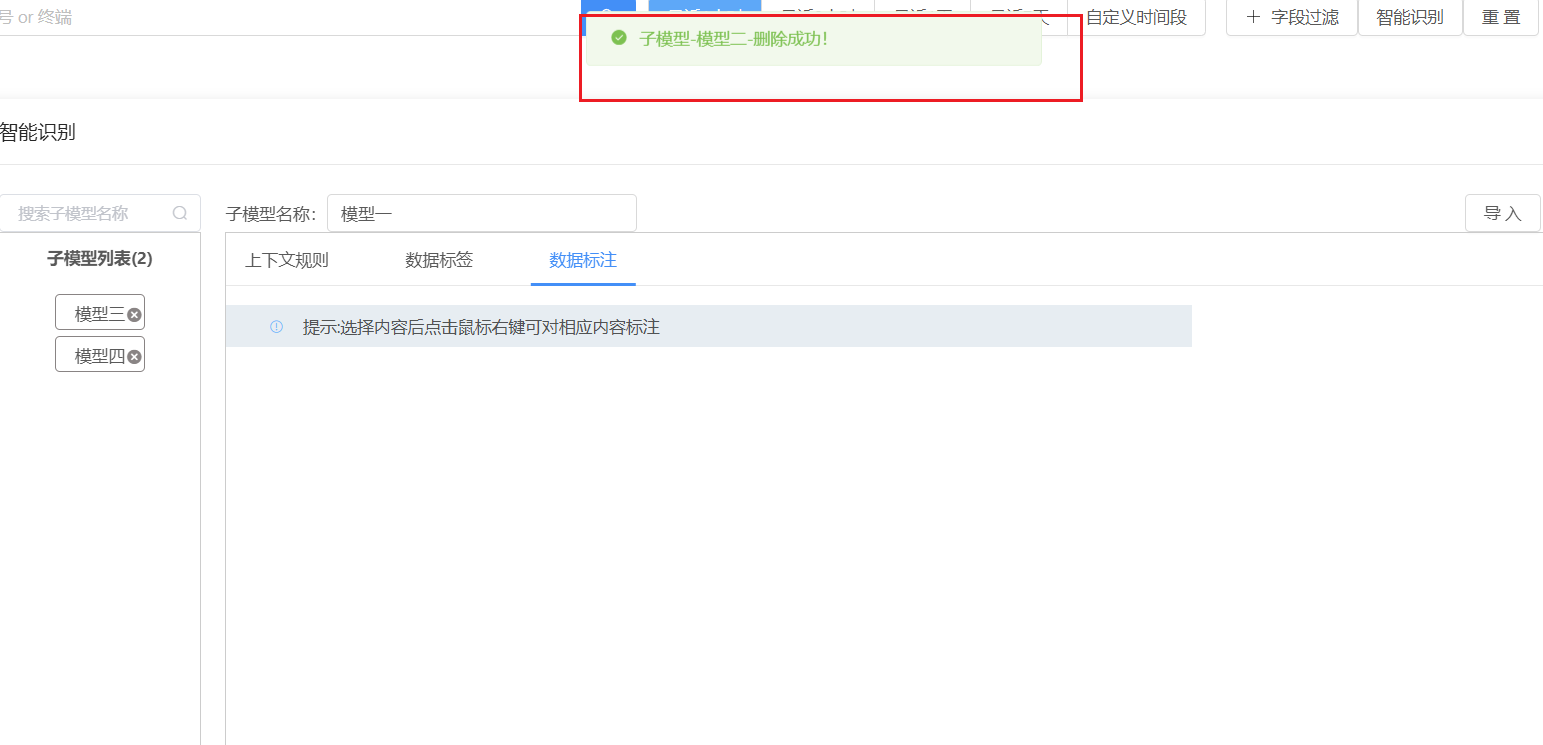 号 or 终端
自定义时间段
字段过滤
智能识别
重 置
子模型-模型二-删除成功!
智能识别
搜索子模型名称
子模型名称:
模型一
导 入
子模型列表(2)
上下文规则
数据标签
数据标注
模型三
提示:选择内容后点击鼠标右键可对相应内容标注
模型四